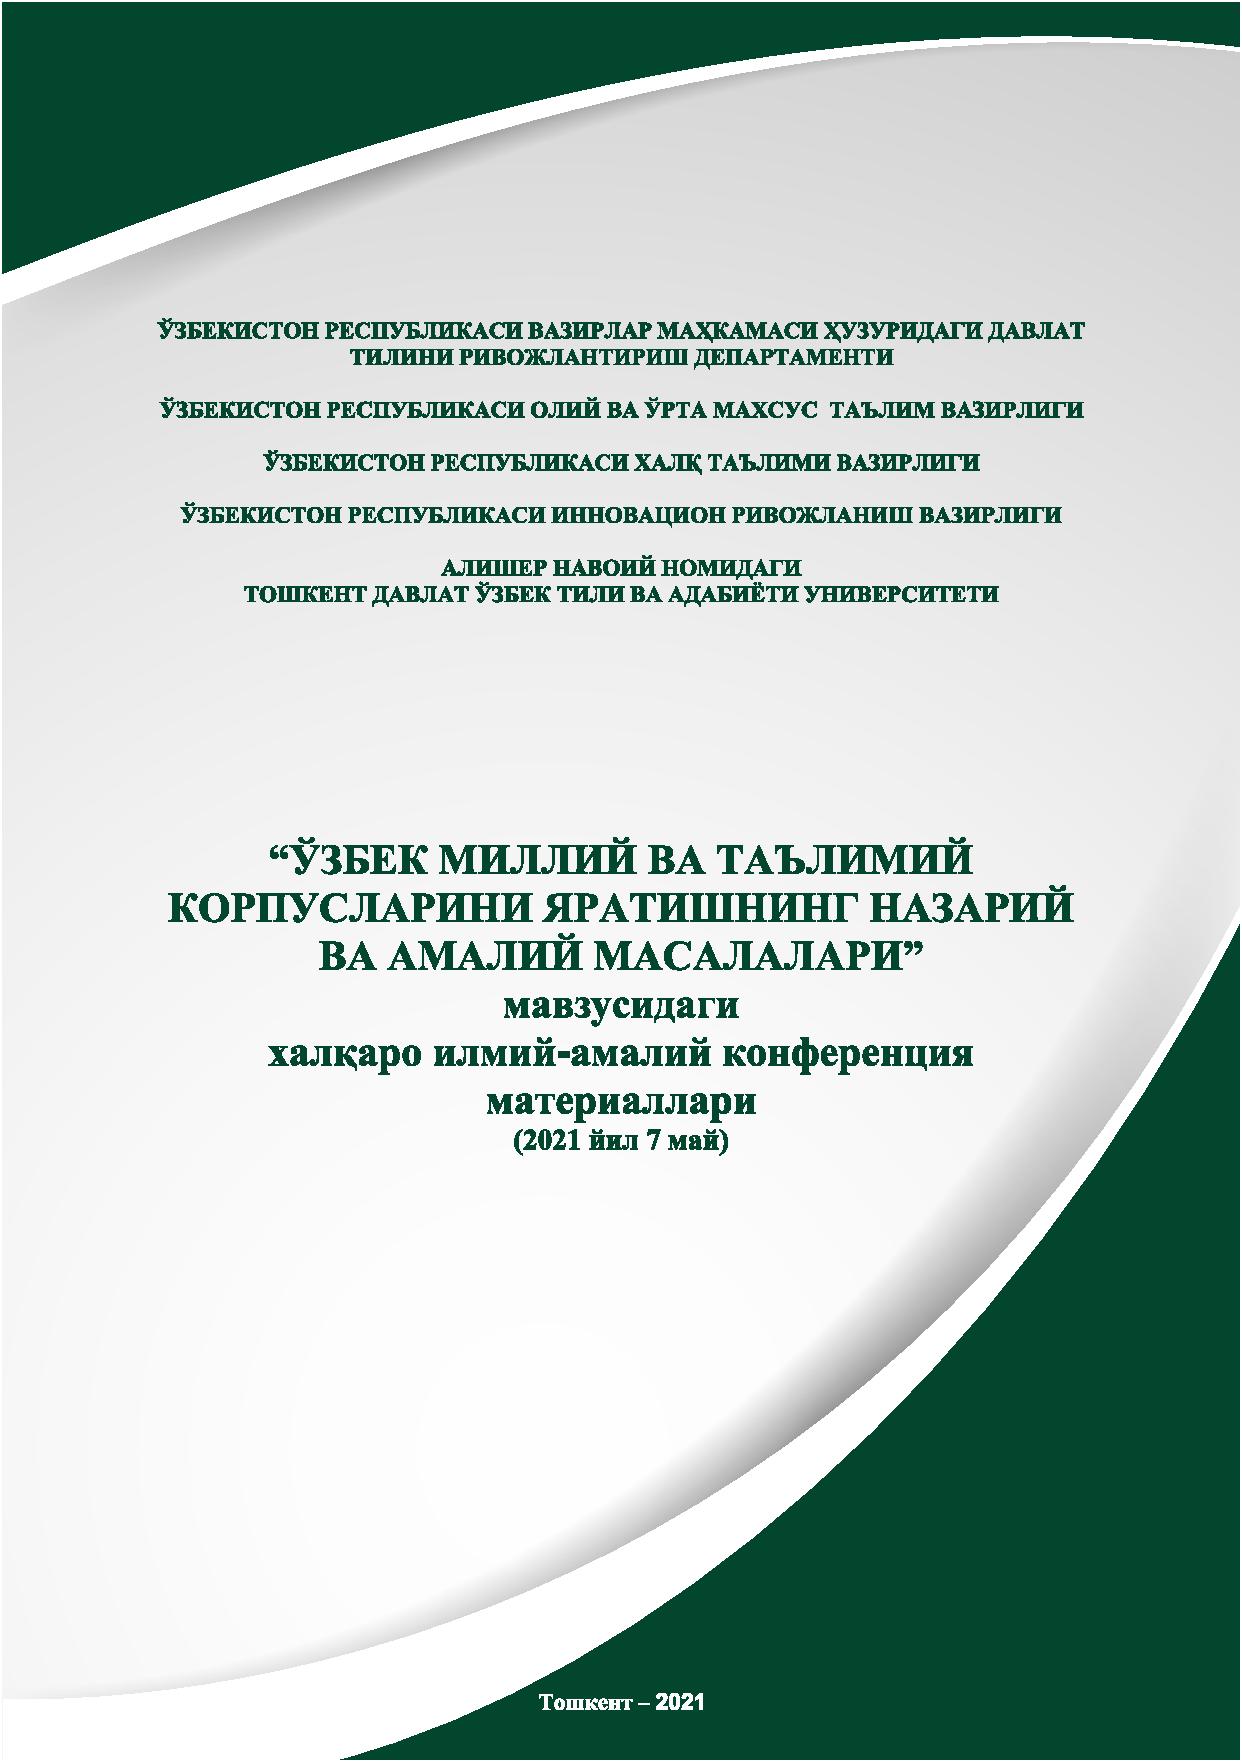 ЎЗБЕКИСТОН РЕСПУБЛИКАСИ ВАЗИРЛАР МАҲКАМАСИ ҲУЗУРИДАГИ ДАВЛАТ
ТИЛИНИ РИВОЖЛАНТИРИШ ДЕПАРТАМЕНТИ
ЎЗБЕКИСТОН РЕСПУБЛИКАСИ ОЛИЙ ВА ЎРТА МАХСУС ТАЪЛИМ ВАЗИРЛИГИ
ЎЗБЕКИСТОН РЕСПУБЛИКАСИ ХАЛҚ ТАЪЛИМИ ВАЗИРЛИГИ
ЎЗБЕКИСТОН РЕСПУБЛИКАСИ ИННОВАЦИОН РИВОЖЛАНИШ ВАЗИРЛИГИ
АЛИШЕР НАВОИЙ НОМИДАГИ
ТОШКЕНТ ДАВЛАТ ЎЗБЕК ТИЛИ ВА АДАБИЁТИ УНИВЕРСИТЕТИ
“ЎЗБЕК МИЛЛИЙ ВА ТАЪЛИМИЙ
КОРПУСЛАРИНИ ЯРАТИШНИНГ НАЗАРИЙ
ВА АМАЛИЙ МАСАЛАЛАРИ”
мавзусидаги
халқаро илмий-амалий конференция
материаллари
(2021 йил 7 май)
Тошкент – 2021